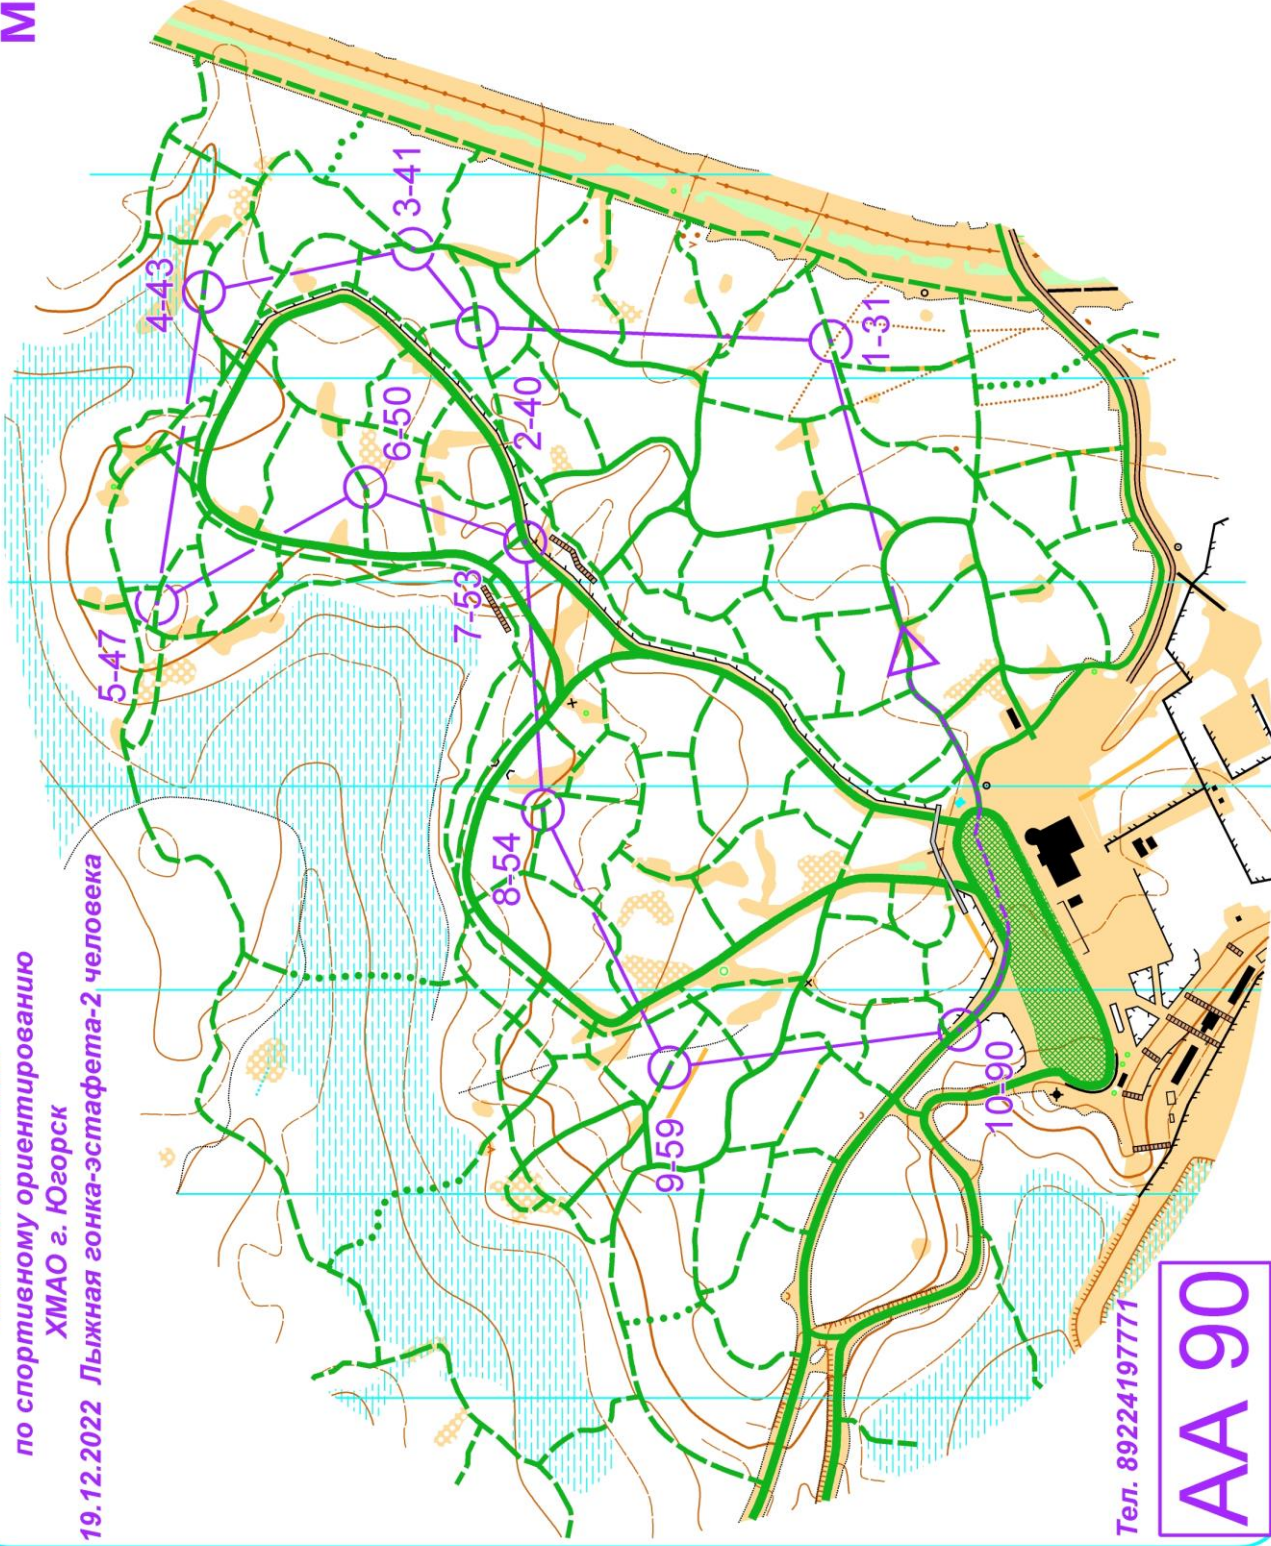 М
по спортивному ориентированию
ХМАО г. Югорск
19.12.2022 Лыжная гонка-эстафета-2 человека
3-41
4-43
1-31
2-40
6-50
7-53
5-47
8-54
9-59
10-90
Тел. 89224197771
АА 90